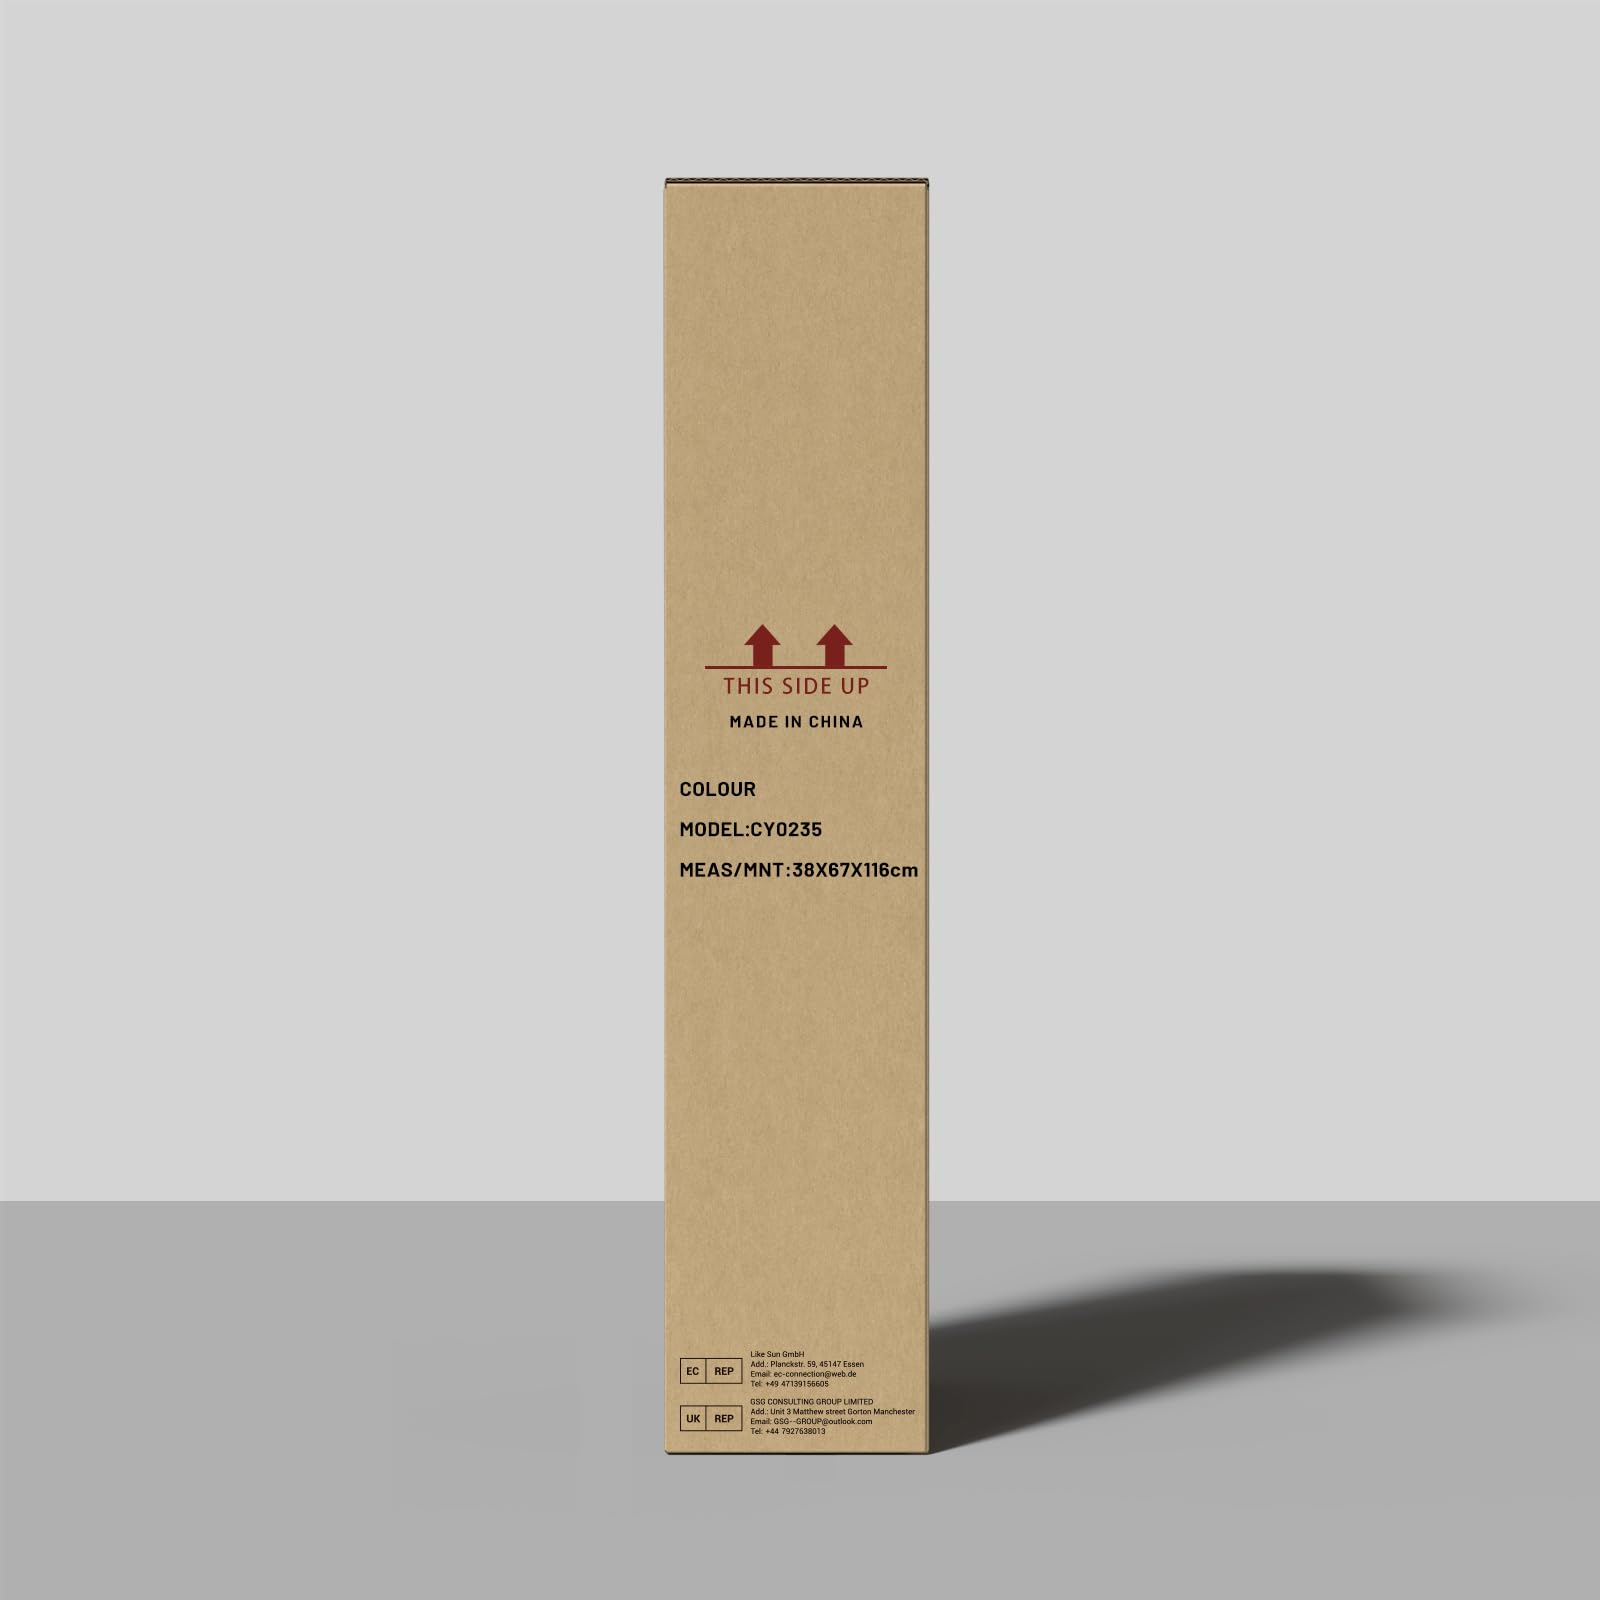 THIS SIDE UP
MADE IN CHINA
COLOUR
MODEL:CY0235
MEAS/MNT:38X67X116cm
EC REP
Like Sun GmbH
Add.: Planckstr. 59, 45147 Essen
Email: ec-connection@web.de
Tel: +49 47139156605
UK REP
GSG CONSULTING GROUP LIMITED
Add.: Unit 3 Matthew street Gorton Manchester
Email: GSG--GROUP@outlook.com
Tel: +44 7927638013